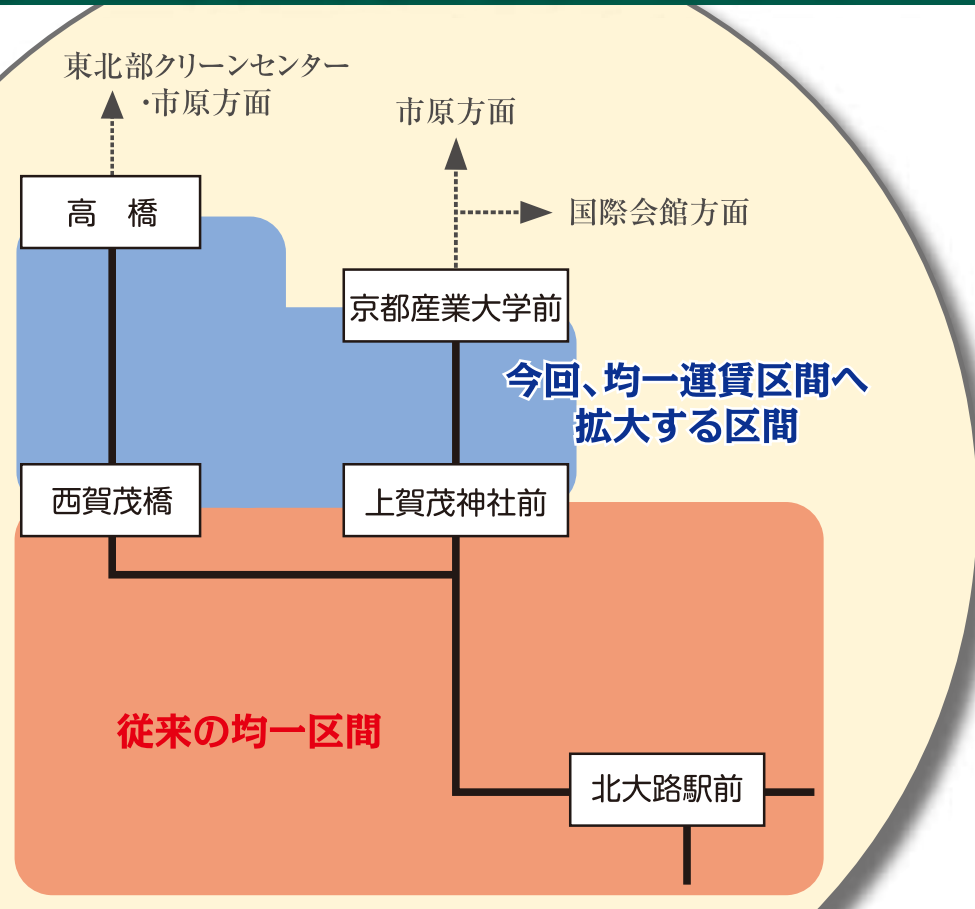 東北部クリーンセンター
・市原方面
市原方面
高　橋
国際会館方面
京都産業大学前
今回、均一運賃区間へ
拡大する区間
西賀茂橋
上賀茂神社前
従来の均一区間
北大路駅前